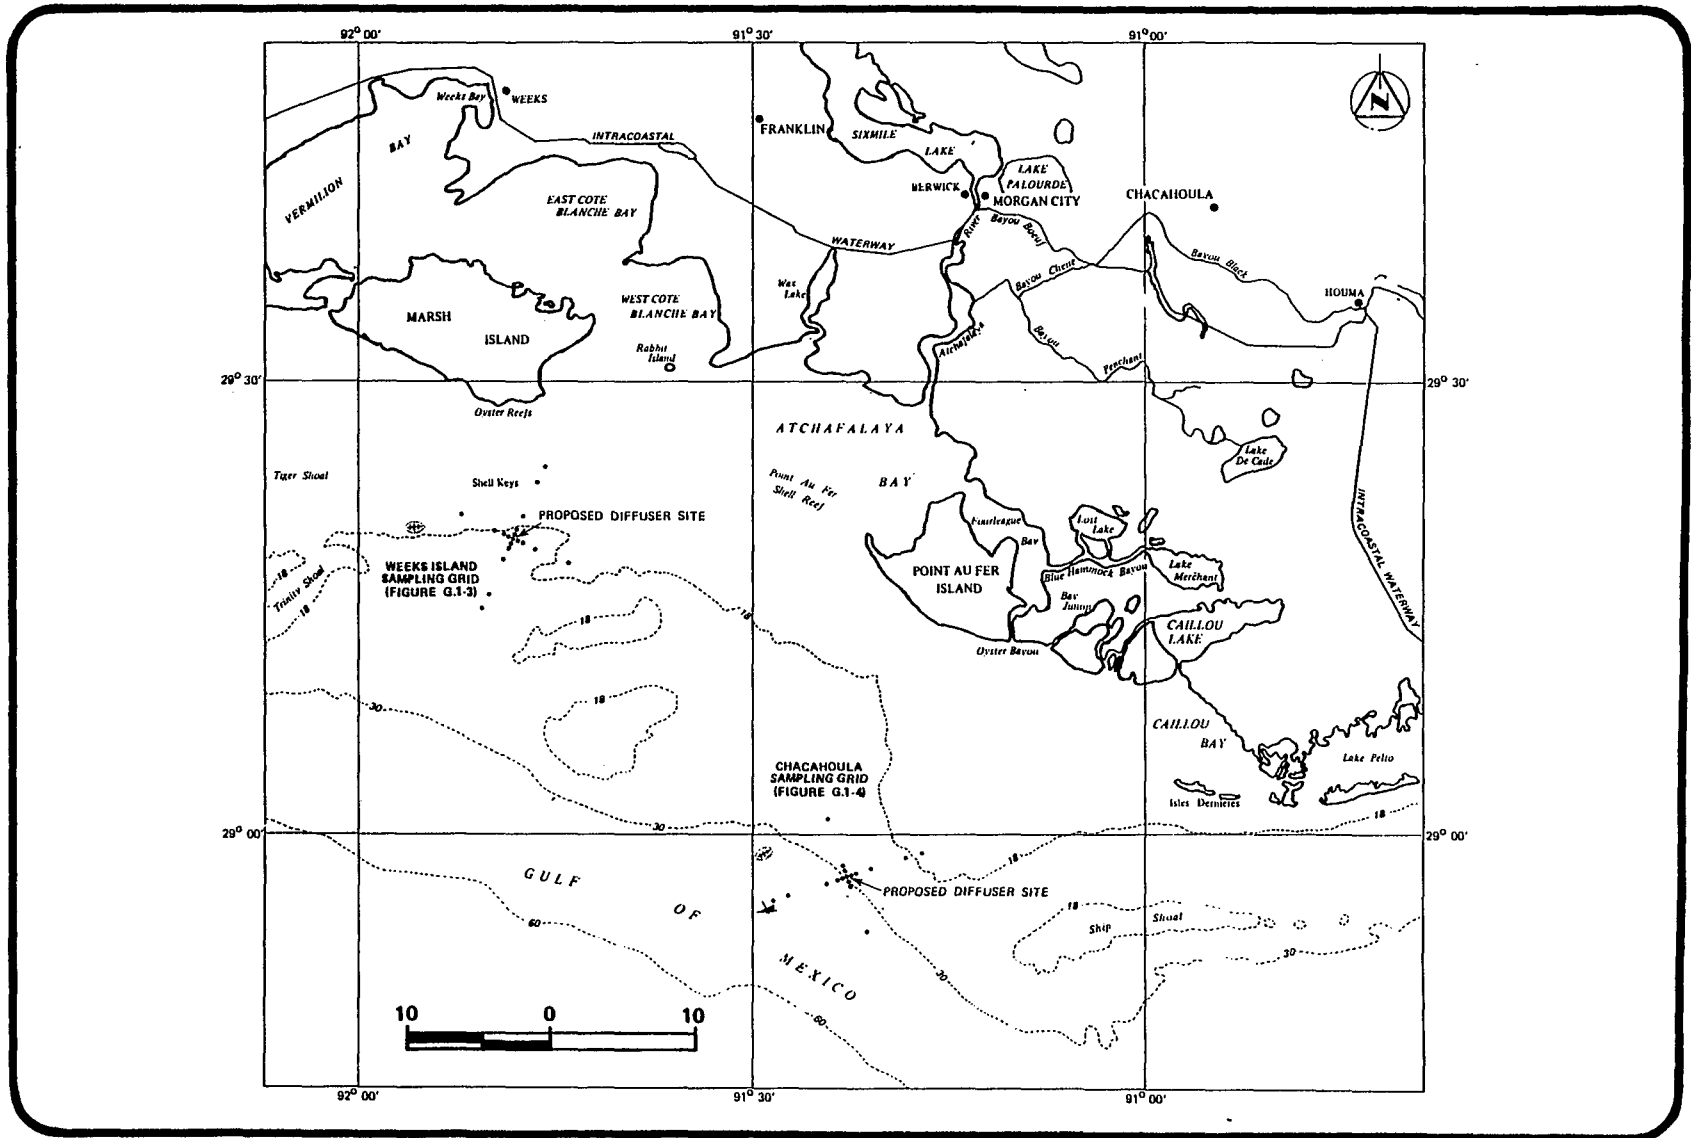 92° 00'
91° 30'
91° 00'
N
Weeks Bay
WEEKS
INTRACOASTAL
FRANKLIN
SIXMILE
LAKE
BAY
VERMILION
EAST COTE
BLANCHE BAY
BERWICK
LAKE
PALOURDE
MORGAN CITY
CHACAHOULA
WATERWAY
River
Bayou Boeuf
Bayou Black
Bayou Chene
Wax
Lake
HOUMA
MARSH
ISLAND
WEST COTE
BLANCHE BAY
Rabbit
Island
Atchafalaya
Bayou
Penchant
29° 30'
29° 30'
Oyster Reefs
ATCHAFALAYA
BAY
Lake
De Cade
Tiger Shoal
Shell Keys
Point Au Fer
Shell Reef
INTRACOASTAL WATERWAY
PROPOSED DIFFUSER SITE
Fourleague
Bay
Lost
Lake
WEEKS ISLAND
SAMPLING GRID
(FIGURE G.1-3)
18
Trinity Shoal
18
POINT AU FER
ISLAND
Blue Hammock Bayou
Lake
Merchant
Bay
Junop
18
18
CAILLOU
LAKE
Oyster Bayou
30
18
CAILLOU
BAY
Lake Pelto
CHACAHOULA
SAMPLING GRID
(FIGURE G.1-4)
Isles Dernieres
18
29° 00'
30
29° 00'
18
GULF
OF
MEXICO
PROPOSED DIFFUSER SITE
60
18
Ship
Shoal
30
30
60
10
0
10
92° 00'
91° 30'
91° 00'